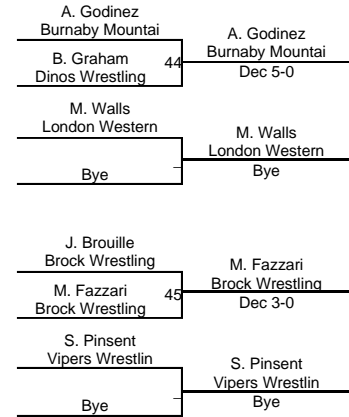 A. Godinez
Burnaby Mountai
B. Graham
Dinos Wrestling
44
A. Godinez
Burnaby Mountai
Dec 5-0
M. Walls
London Western
Bye
M. Walls
London Western
Bye
J. Brouille
Brock Wrestling
M. Fazzari
Brock Wrestling
45
M. Fazzari
Brock Wrestling
Dec 3-0
S. Pinsent
Vipers Wrestlin
Bye
S. Pinsent
Vipers Wrestlin
Bye